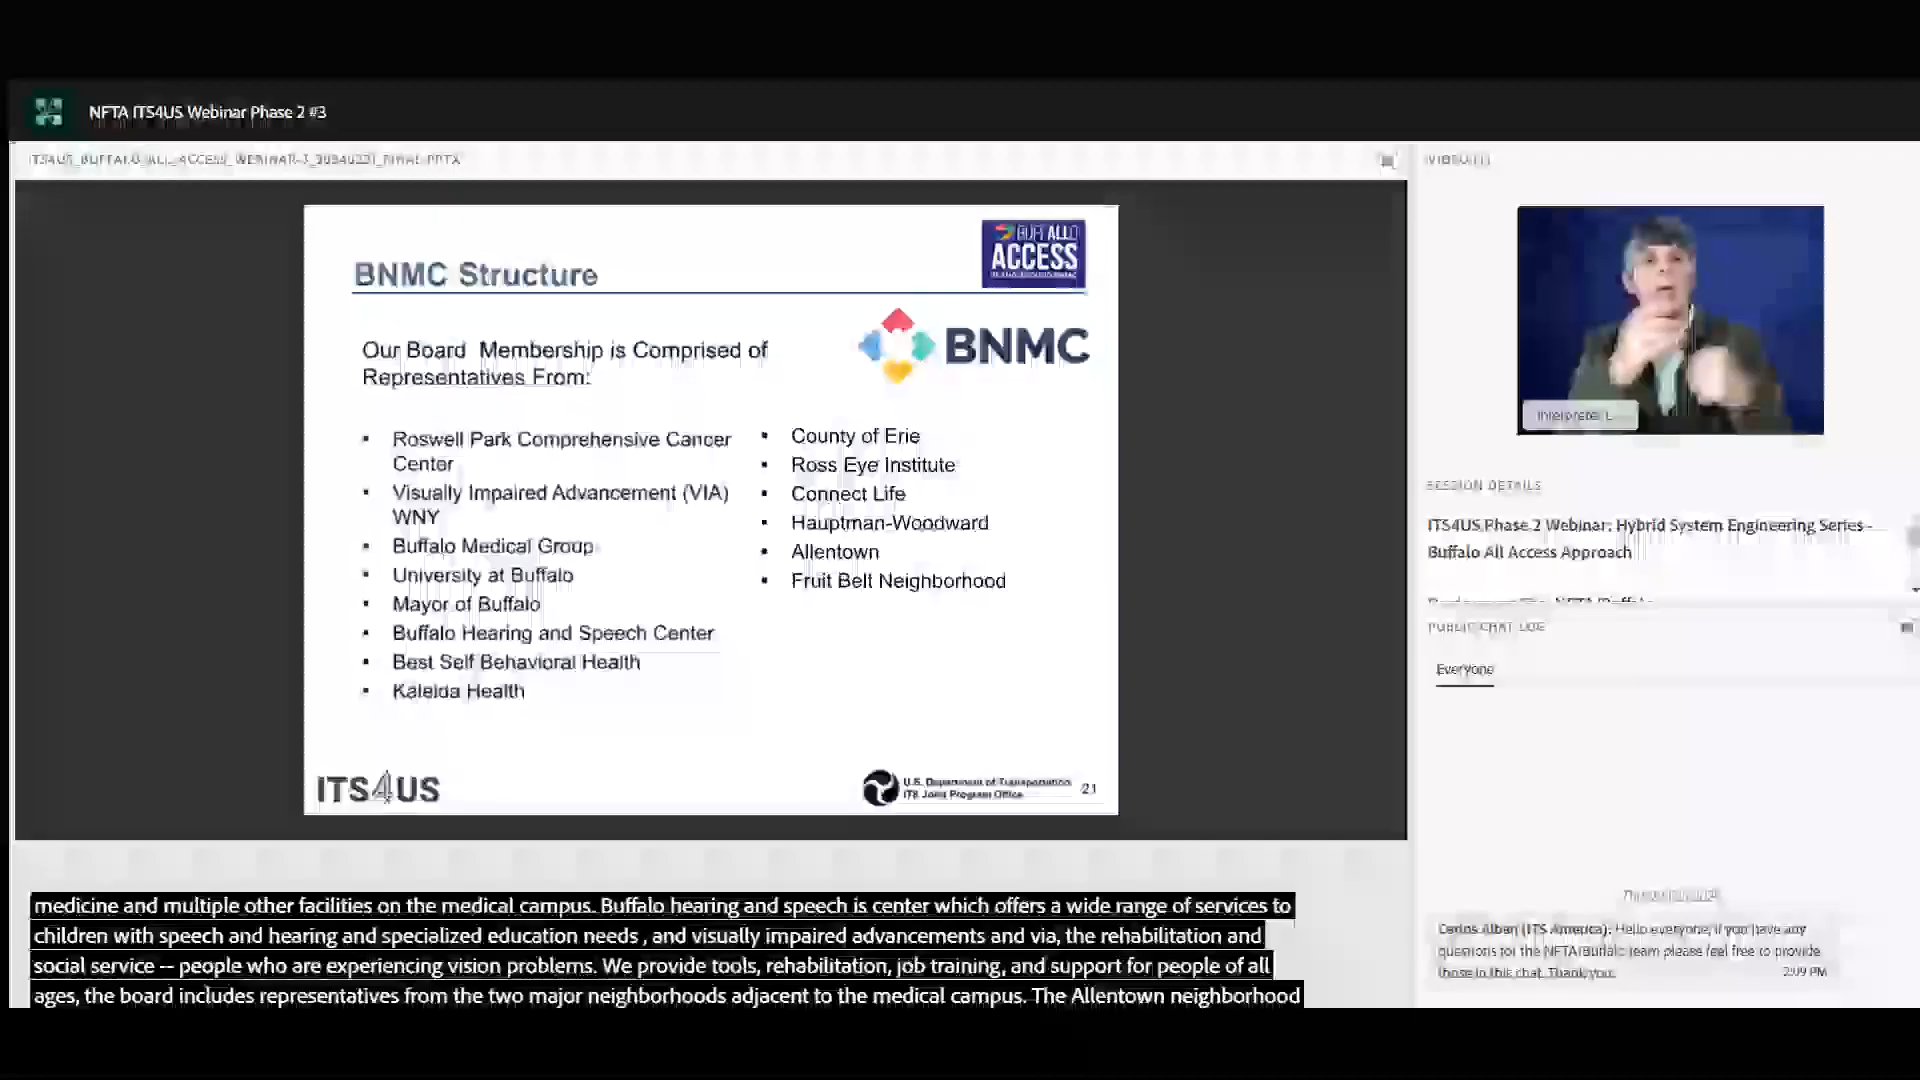 NFTA ITS4US Webinar Phase 2 #3
ITS4US_BUFFALO_ALL_ACCESS_WEBINAR-3
BNMC Structure
BUFFALO
ACCESS
BNMC
Our Board Membership is Comprised of
Representatives From:
▪ Roswell Park Comprehensive Cancer
Center
▪ Visually Impaired Advancement (VIA)
WNY
▪ Buffalo Medical Group
▪ University at Buffalo
▪ Mayor of Buffalo
▪ Buffalo Hearing and Speech Center
▪ Best Self Behavioral Health
▪ Kaleida Health
▪ County of Erie
▪ Ross Eye Institute
▪ Connect Life
▪ Hauptman-Woodward
▪ Allentown
▪ Fruit Belt Neighborhood
ITS4US
U.S. Department of Transportation
ITS Joint Program Office
21
medicine and multiple other facilities on the medical campus. Buffalo hearing and speech is center which offers a wide range of services to
children with speech and hearing and specialized education needs , and visually impaired advancements and via, the rehabilitation and
social service -- people who are experiencing vision problems. We provide tools, rehabilitation, job training, and support for people of all
ages, the board includes representatives from the two major neighborhoods adjacent to the medical campus. The Allentown neighborhood
Interpreter
SESSION DETAILS
ITS4US Phase 2 Webinar: Hybrid System Engineering Series -
Buffalo All Access Approach
PUBLIC CHAT LOG
Everyone
Carlos Alban (ITS America): Hello everyone, if you have any
questions for the NFTA/Buffalo team please feel free to provide
those in this chat. Thank you.
2:09 PM